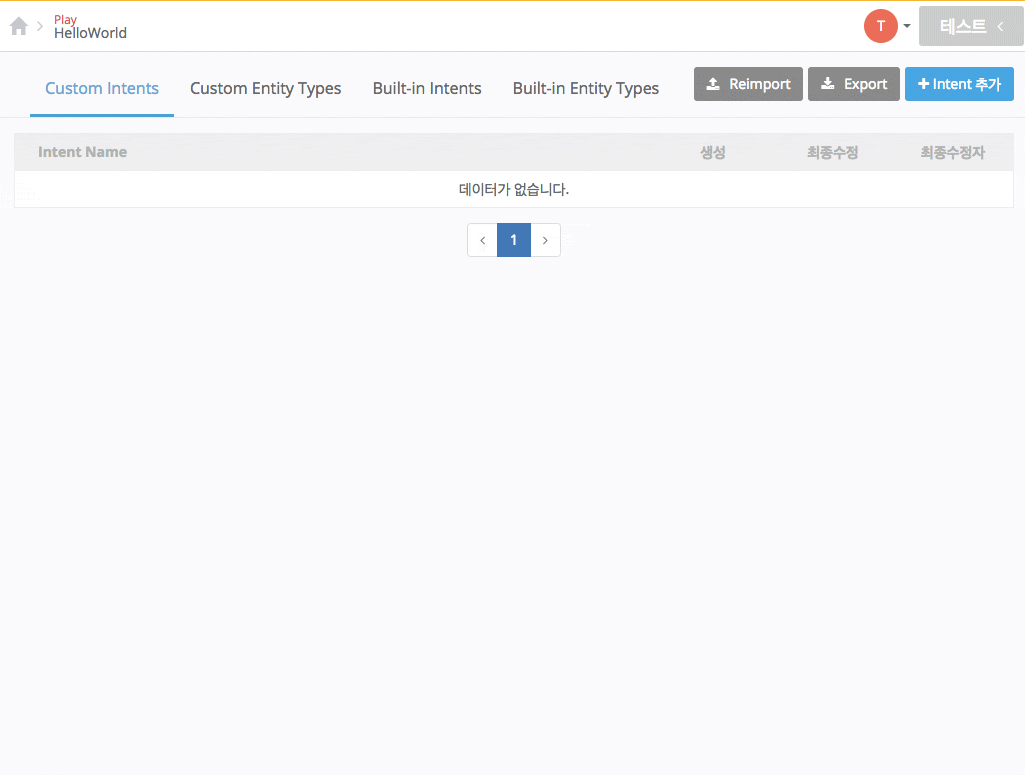 Play
HelloWorld
T
테스트
Custom Intents
Custom Entity Types
Built-in Intents
Built-in Entity Types
Reimport
Export
Intent 추가
Intent Name
생성
최종수정
최종수정자
데이터가 없습니다.
1